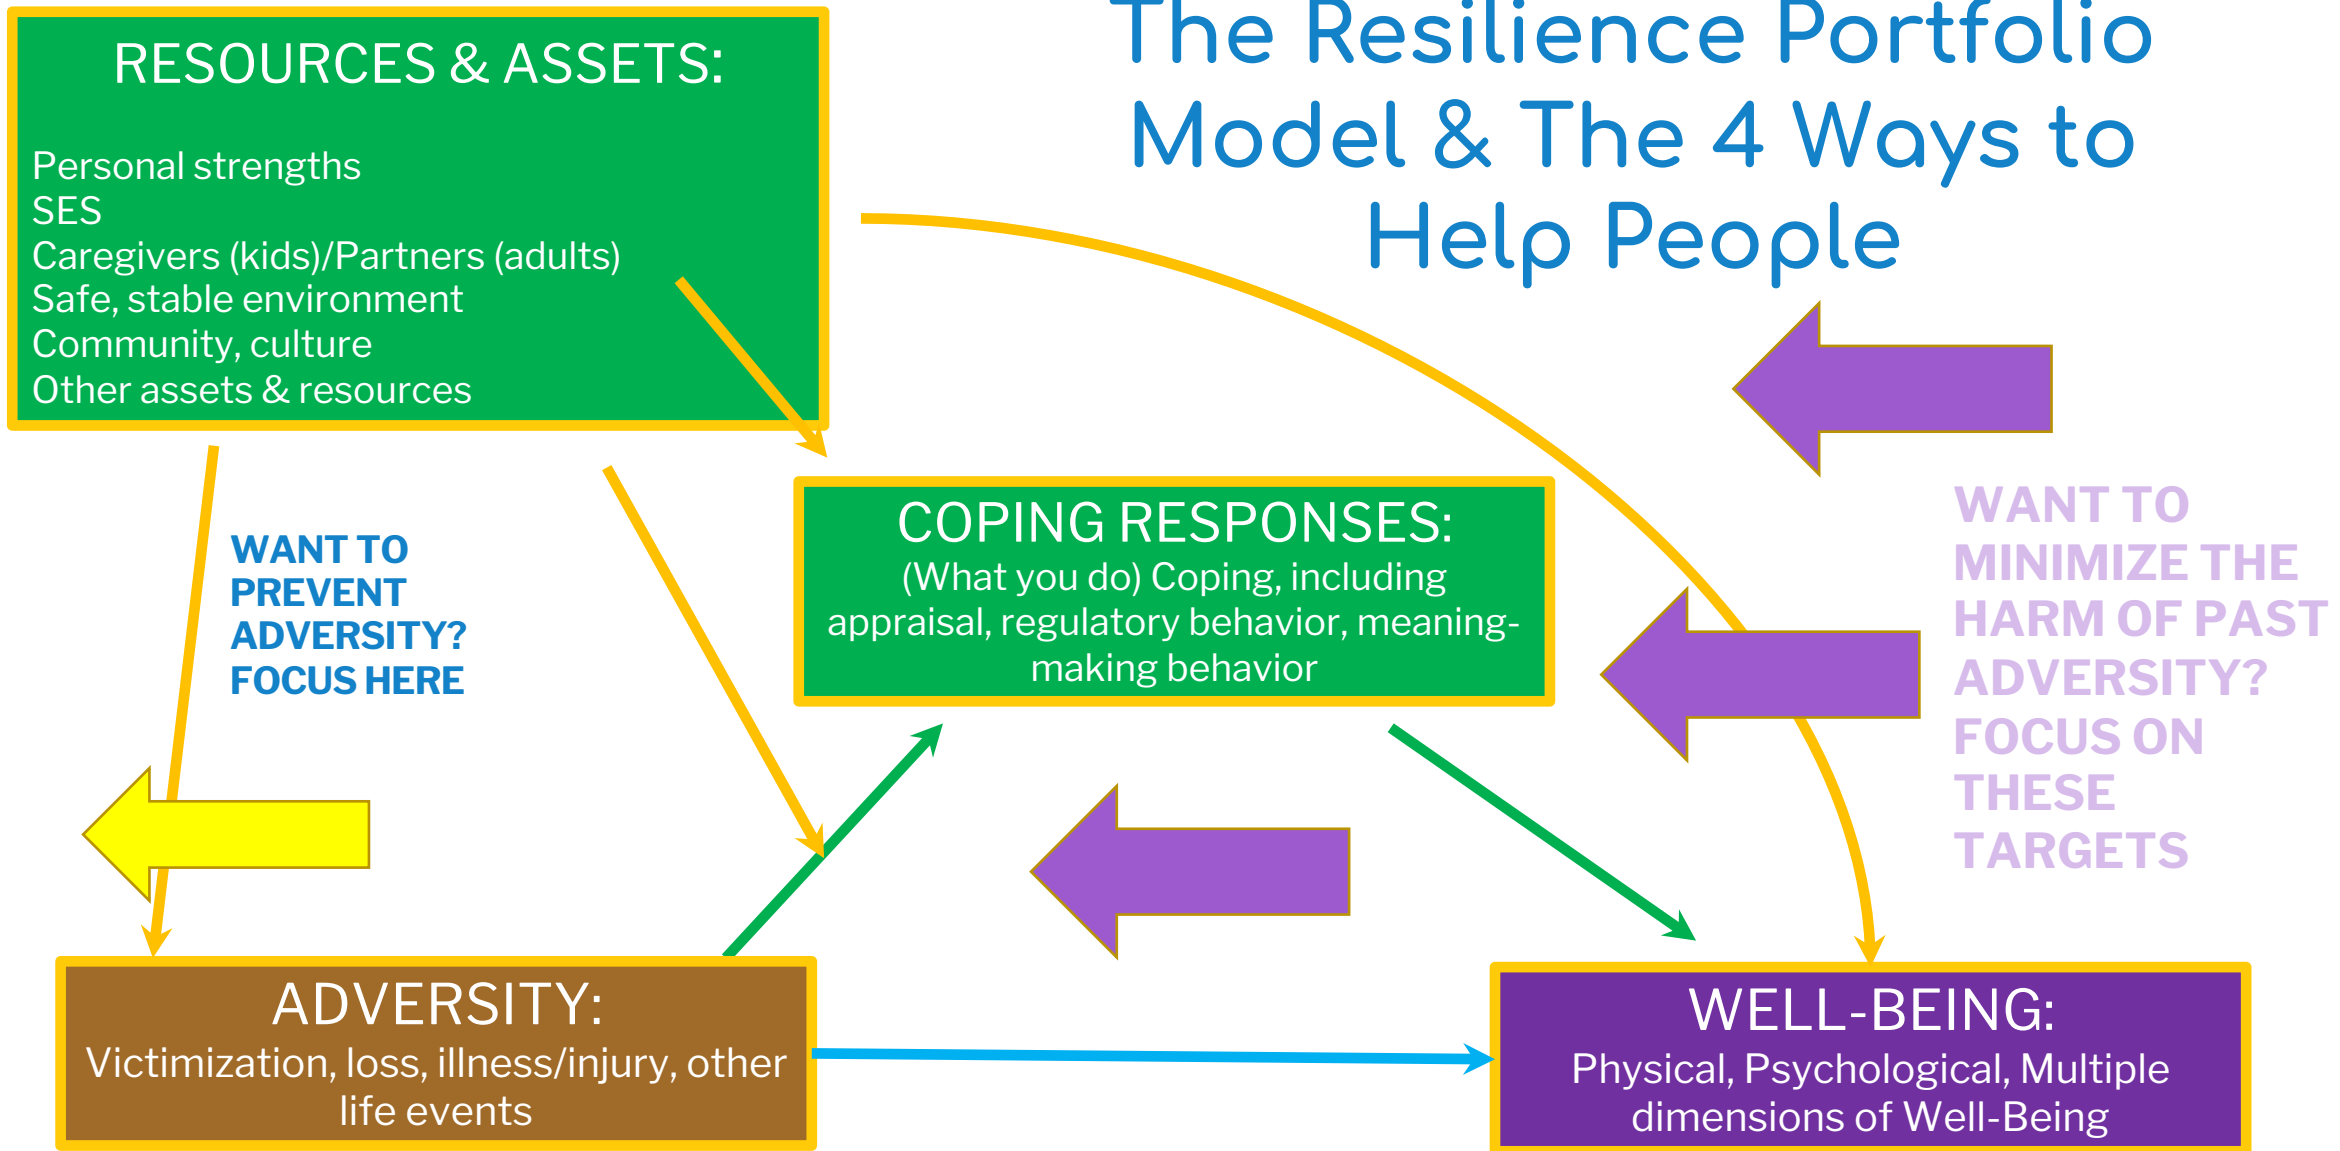 The Resilience Portfolio
Model & The 4 Ways to
Help People
RESOURCES & ASSETS:
Personal strengths
SES
Caregivers (kids)/Partners (adults)
Safe, stable environment
Community, culture
Other assets & resources
WANT TO
PREVENT
ADVERSITY?
FOCUS HERE
COPING RESPONSES:
(What you do) Coping, including
appraisal, regulatory behavior, meaning-
making behavior
WANT TO
MINIMIZE THE
HARM OF PAST
ADVERSITY?
FOCUS ON
THESE
TARGETS
ADVERSITY:
Victimization, loss, illness/injury, other
life events
WELL-BEING:
Physical, Psychological, Multiple
dimensions of Well-Being